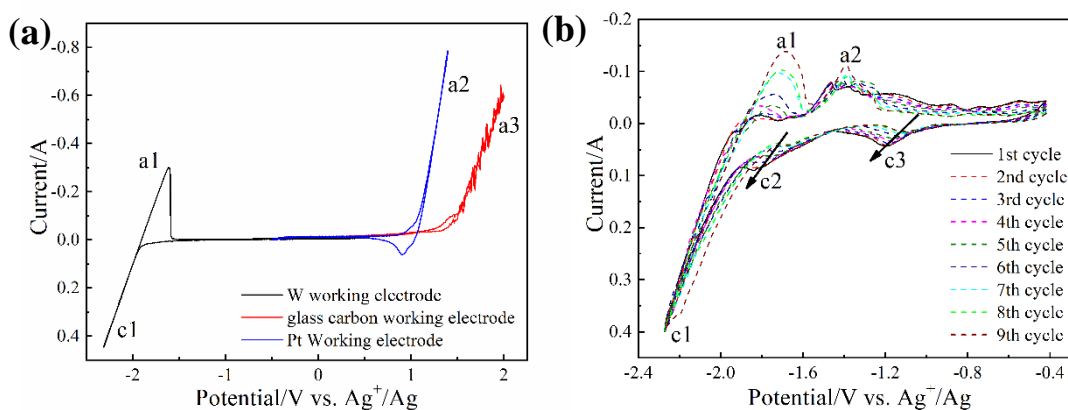 (a)
-0.8
-0.6
-0.4
-0.2
0.0
0.2
0.4
Current/A
a1
a2
a3
c1
W working electrode
glass carbon working electrode
Pt Working electrode
-2
-1
0
1
2
Potential/V vs. Ag⁺/Ag
(b)
-0.2
-0.1
0.0
0.1
0.2
0.3
0.4
Current/A
a1
a2
c3
c2
c1
1st cycle
2nd cycle
3rd cycle
4th cycle
5th cycle
6th cycle
7th cycle
8th cycle
9th cycle
-2.4
-2.0
-1.6
-1.2
-0.8
-0.4
Potential/V vs. Ag⁺/Ag